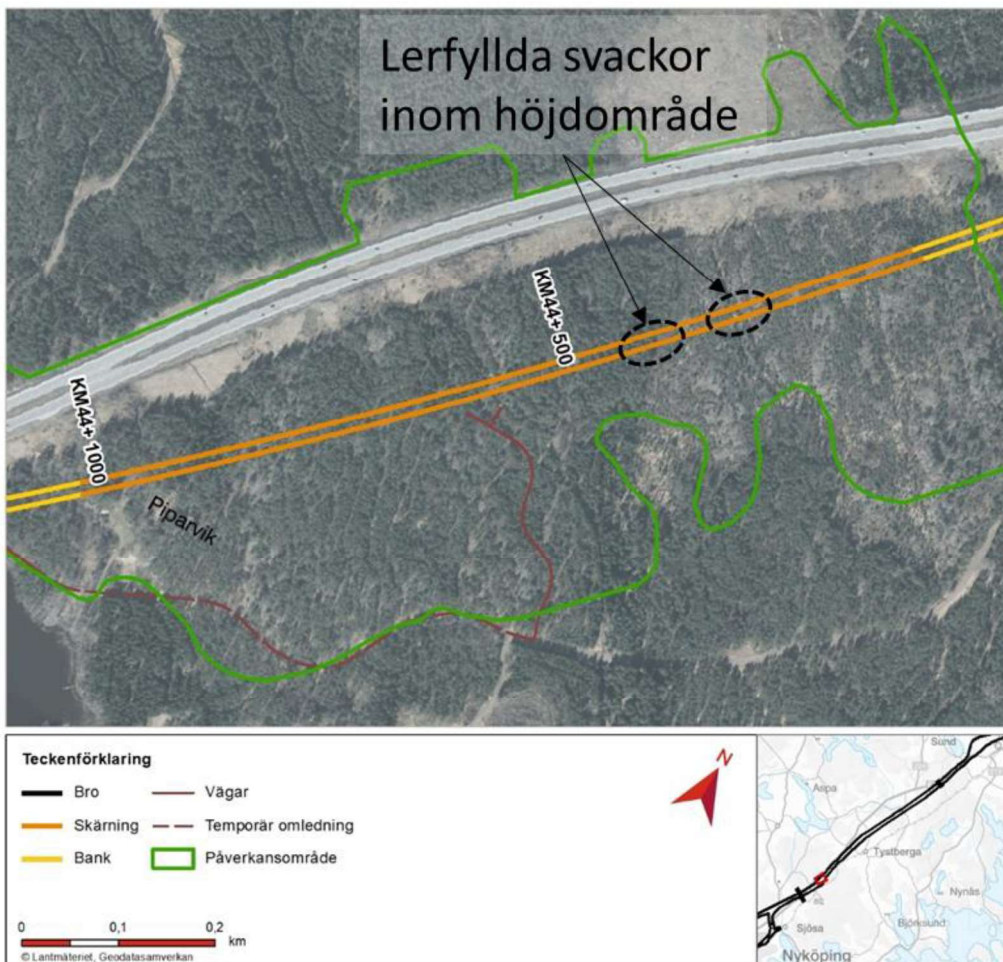 Lerfyllda svackor
inom höjdområde
KM44+ 500
KM44+ 1000
Piparvik
Teckenförklaring
Bro
Skärning
Bank
Vägar
Temporär omledning
Påverkansområde
0 0,1 0,2
km
© Lantmäteriet, Geodatasamverkan
N
Sund
Aspa
Tystberga
Nynäs
Björksund
Sjösa
Nyköping